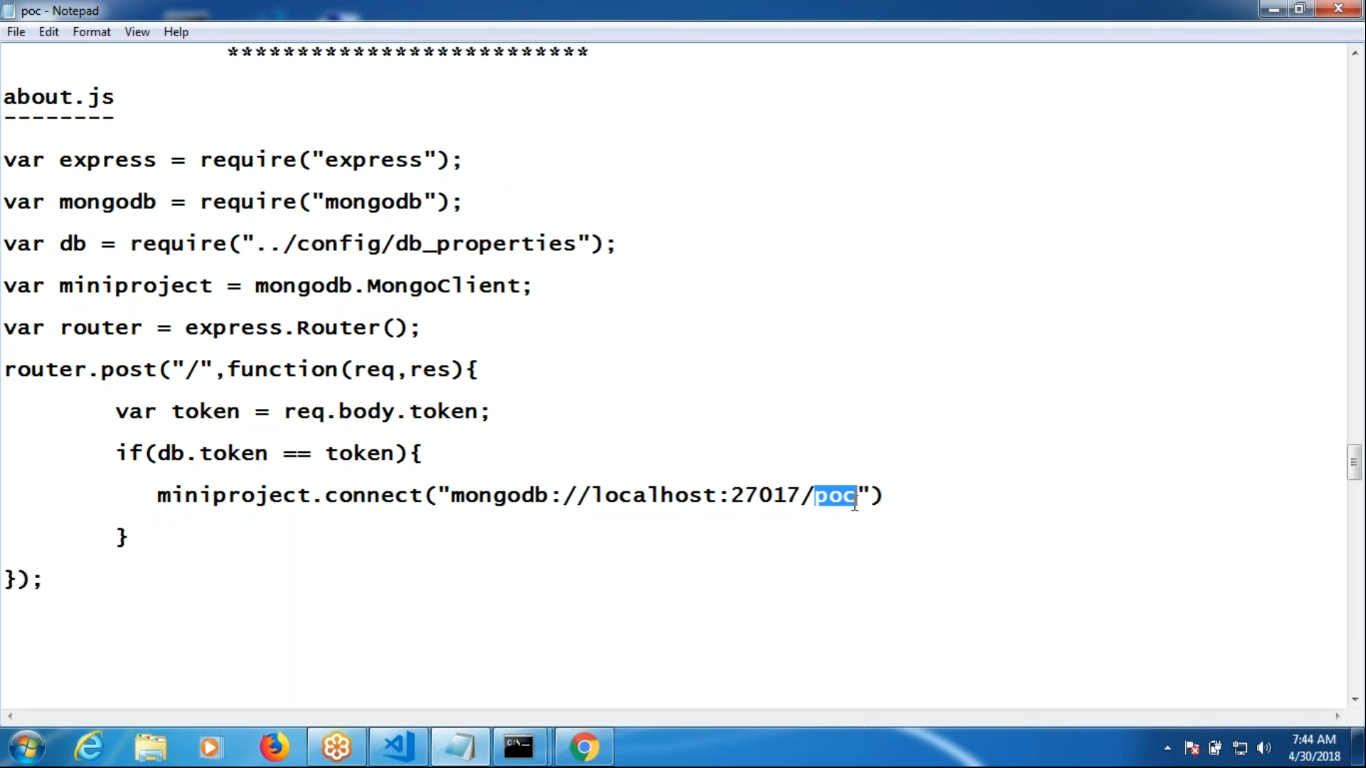 poc - Notepad
File Edit Format View Help
**************************
about.js
--------
var express = require("express");
var mongodb = require("mongodb");
var db = require("../config/db_properties");
var miniproject = mongodb.MongoClient;
var router = express.Router();
router.post("/",function(req,res){
var token = req.body.token;
if(db.token == token){
miniproject.connect("mongodb://localhost:27017/poc")
}
});
7:44 AM
4/30/2018